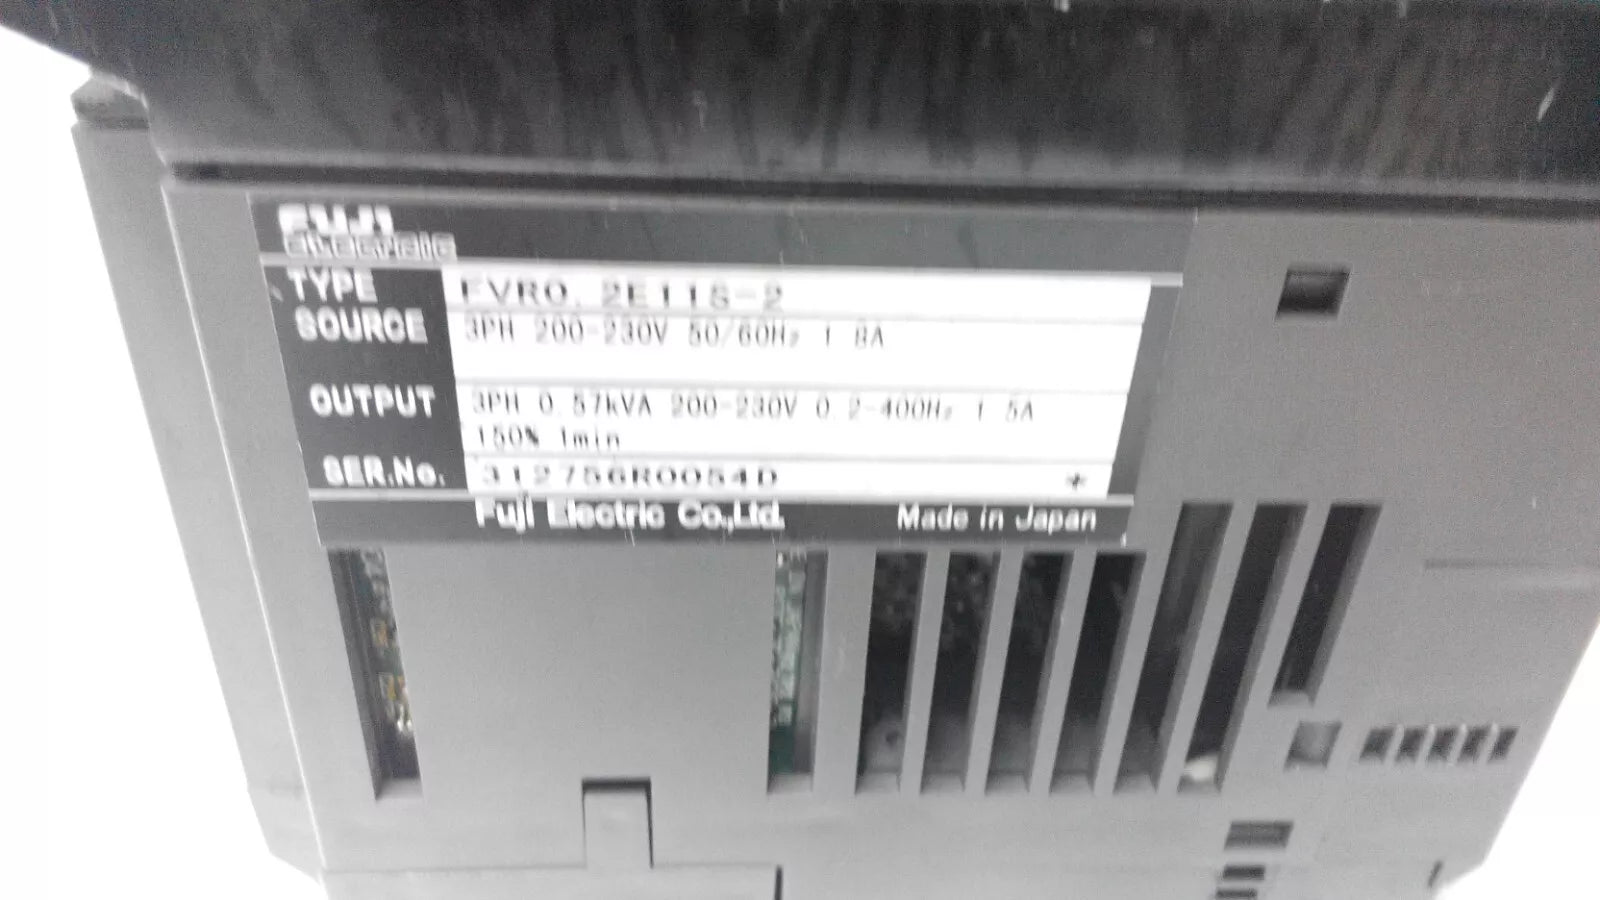 FUJI
ELECTRIC
TYPE FVR0.2E11S-2
SOURCE 3PH 200-230V 50/60Hz 1.8A
OUTPUT 3PH 0.57kVA 200-230V 0.2-400Hz 1.5A
150% 1min
SER.No. 312756R0054D *
Fuji Electric Co.,Ltd. Made in Japan